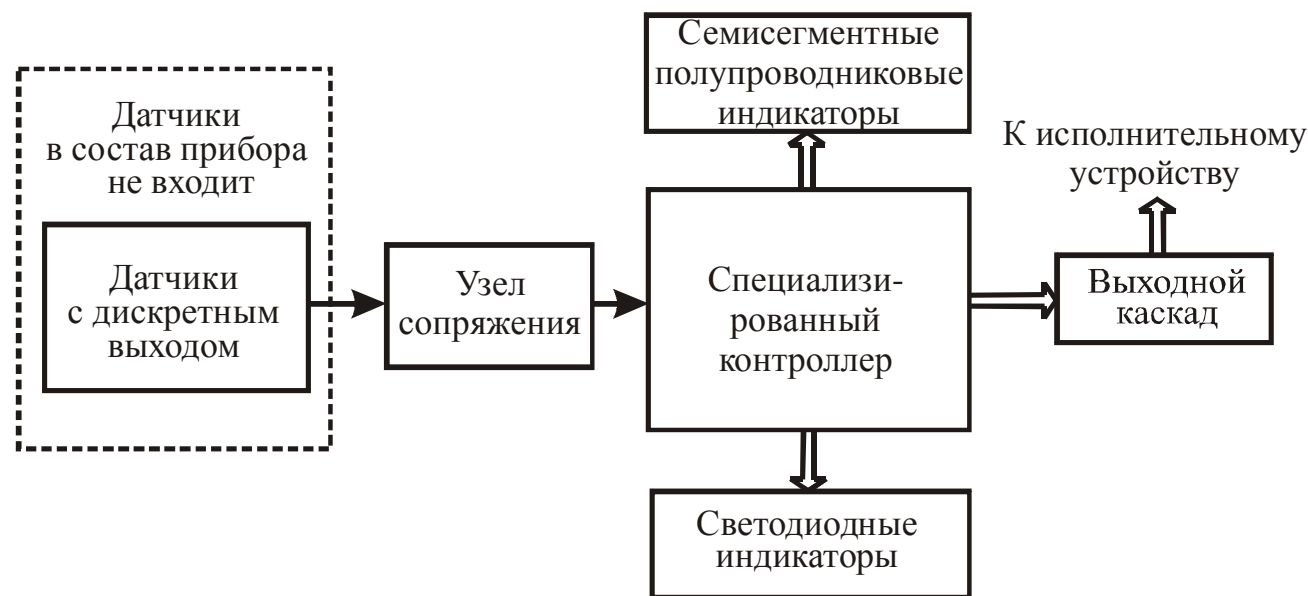 Семисегментные
полупроводниковые
индикаторы
Датчики
в состав прибора
не входит
К исполнительному
устройству
Датчики
с дискретным
выходом
Узел
сопряжения
Специализи-
рованный
контроллер
Выходной
каскад
Светодиодные
индикаторы